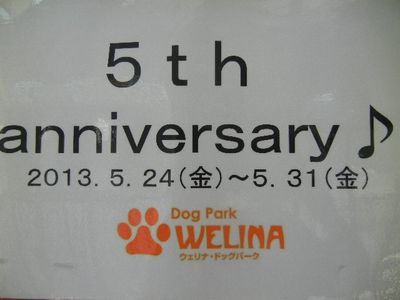 5th
anniversary♪
2013. 5. 24(金)～5. 31(金)
Dog Park
WELINA
ウェリナ・ドッグパーク